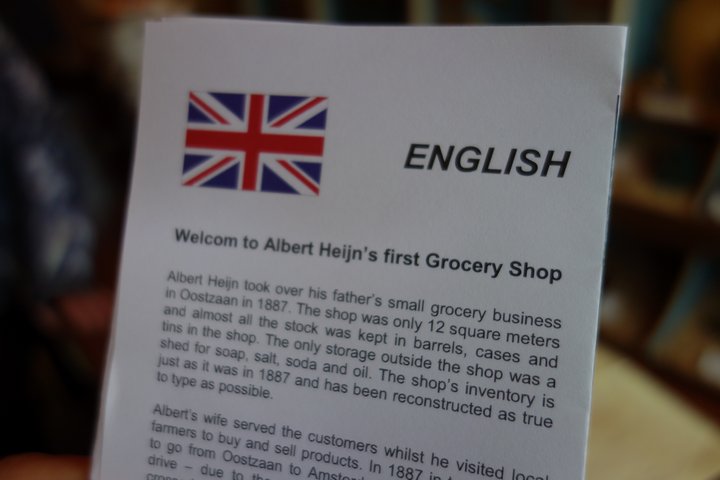 ENGLISH
Welcom to Albert Heijn's first Grocery Shop
Albert Heijn took over his father's small grocery business
in Oostzaan in 1887. The shop was only 12 square meters
and almost all the stock was kept in barrels, cases and
tins in the shop. The only storage outside the shop was a
shed for soap, salt, soda and oil. The shop's inventory is
just as it was in 1887 and has been reconstructed as true
to type as possible.
Albert's wife served the customers whilst he visited local
farmers to buy and sell products. In 1887 in
to go from Oostzaan to
drive – due to the